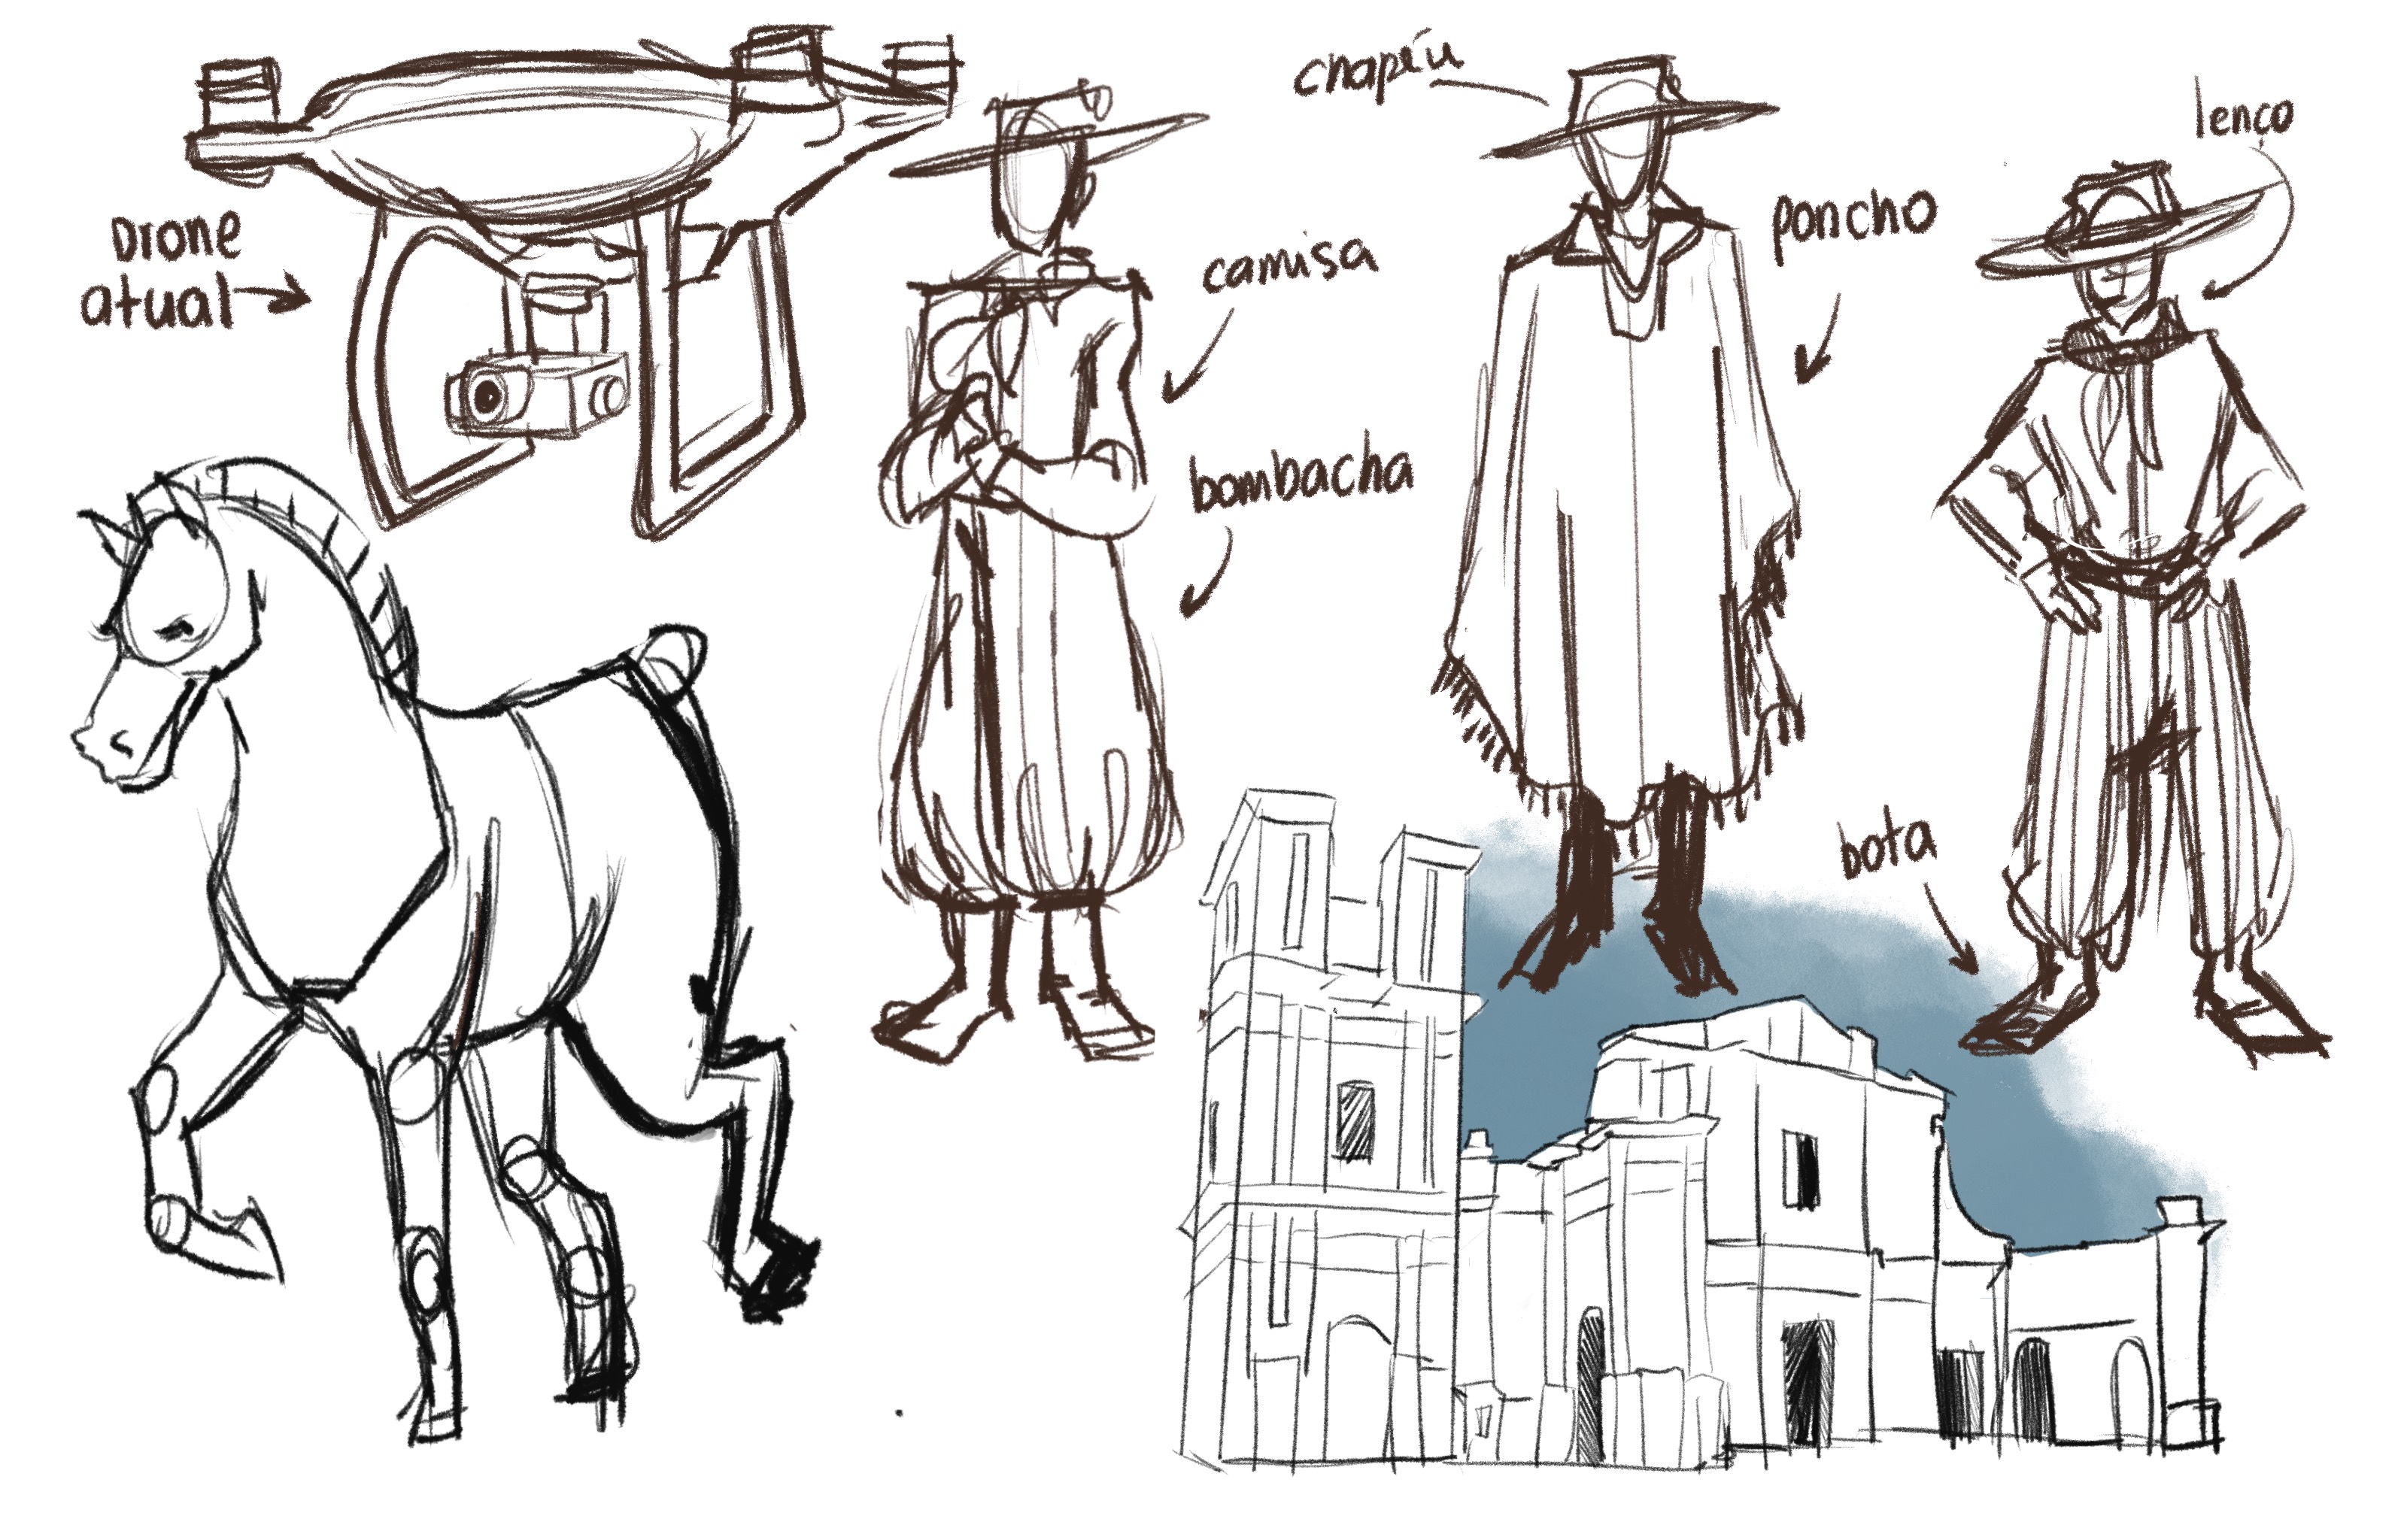 Drone
atual
chapéu
camisa
bombacha
poncho
lenço
bota